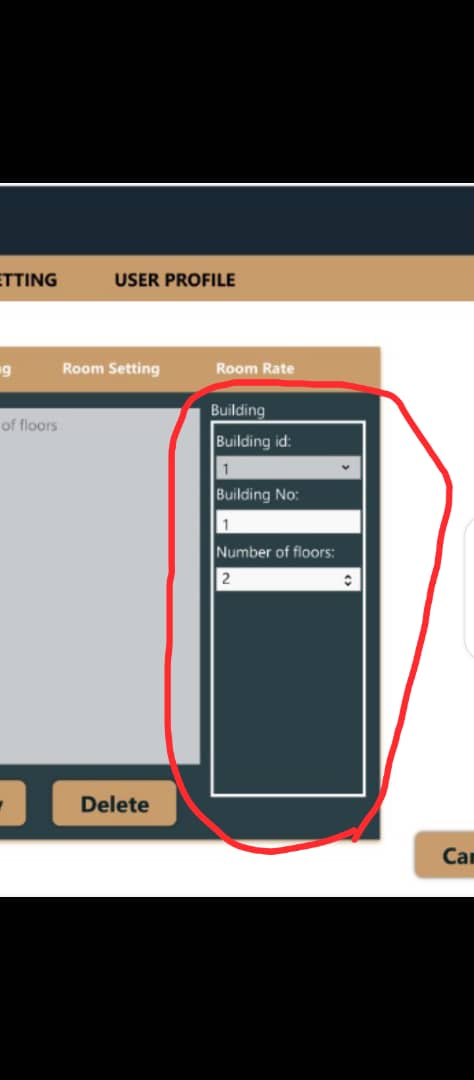 ETTING USER PROFILE
g Room Setting Room Rate
of floors
Building
Building id:
1
Building No:
1
Number of floors:
2
Delete
Car